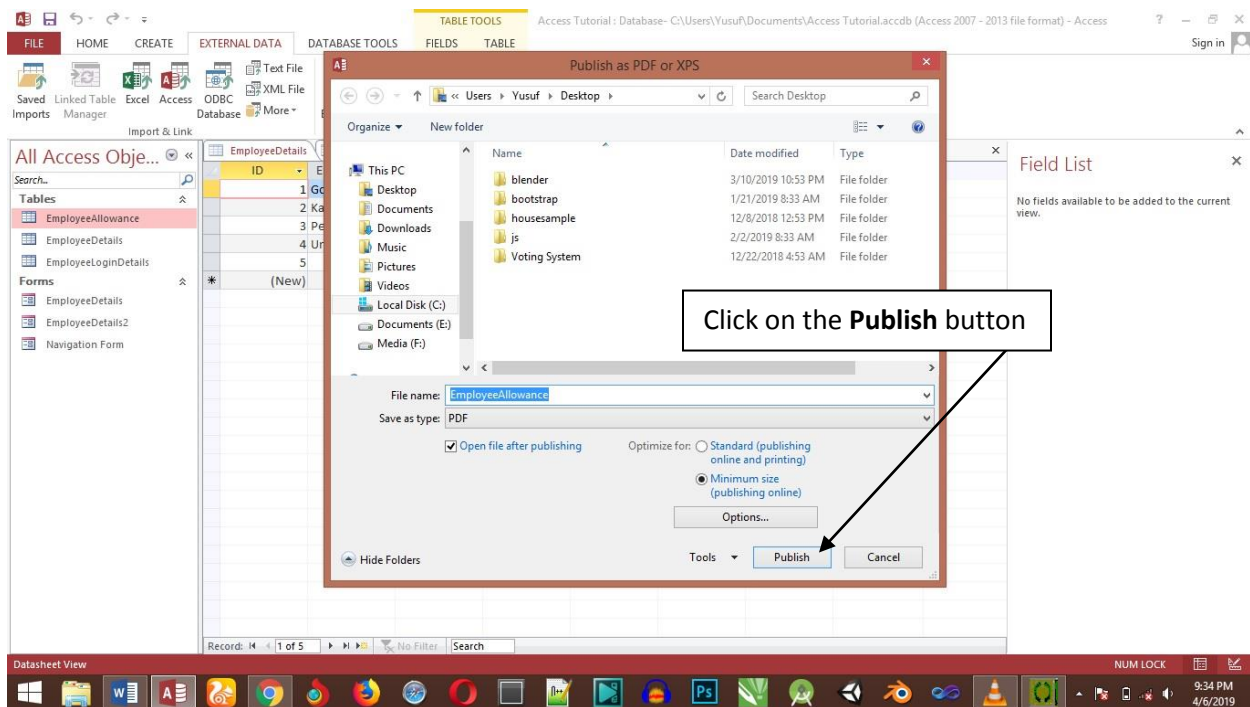 TABLE TOOLS
Access Tutorial : Database- C:\Users\Yusuf\Documents\Access Tutorial.accdb (Access 2007 - 2013 file format) - Access
?
FILE HOME CREATE EXTERNAL DATA DATABASE TOOLS FIELDS TABLE
Sign in
Saved Imports
Linked Table Manager
Excel
Access
ODBC Database
Text File
XML File
More
Import & Link
Publish as PDF or XPS
« Users ▸ Yusuf ▸ Desktop ▸
Search Desktop
Organize
New folder
All Access Obje...
Search...
Tables
EmployeeAllowance
EmployeeDetails
EmployeeLoginDetails
Forms
EmployeeDetails
EmployeeDetails2
Navigation Form
EmployeeDetails
ID E
1 Go
2 Ka
3 Pe
4 Un
5
* (New)
This PC
Desktop
Documents
Downloads
Music
Pictures
Videos
Local Disk (C:)
Documents (E:)
Media (F:)
Name Date modified Type
blender 3/10/2019 10:53 PM File folder
bootstrap 1/21/2019 8:33 AM File folder
housesample 12/8/2018 12:53 PM File folder
js 2/2/2019 8:33 AM File folder
Voting System 12/22/2018 4:53 AM File folder
Field List
No fields available to be added to the current
view.
Click on the Publish button
File name: EmployeeAllowance
Save as type: PDF
Open file after publishing
Optimize for:
Standard (publishing
online and printing)
Minimum size
(publishing online)
Options...
Hide Folders
Tools
Publish
Cancel
Record: 1 of 5 No Filter Search
Datasheet View
NUM LOCK
9:34 PM
4/6/2019